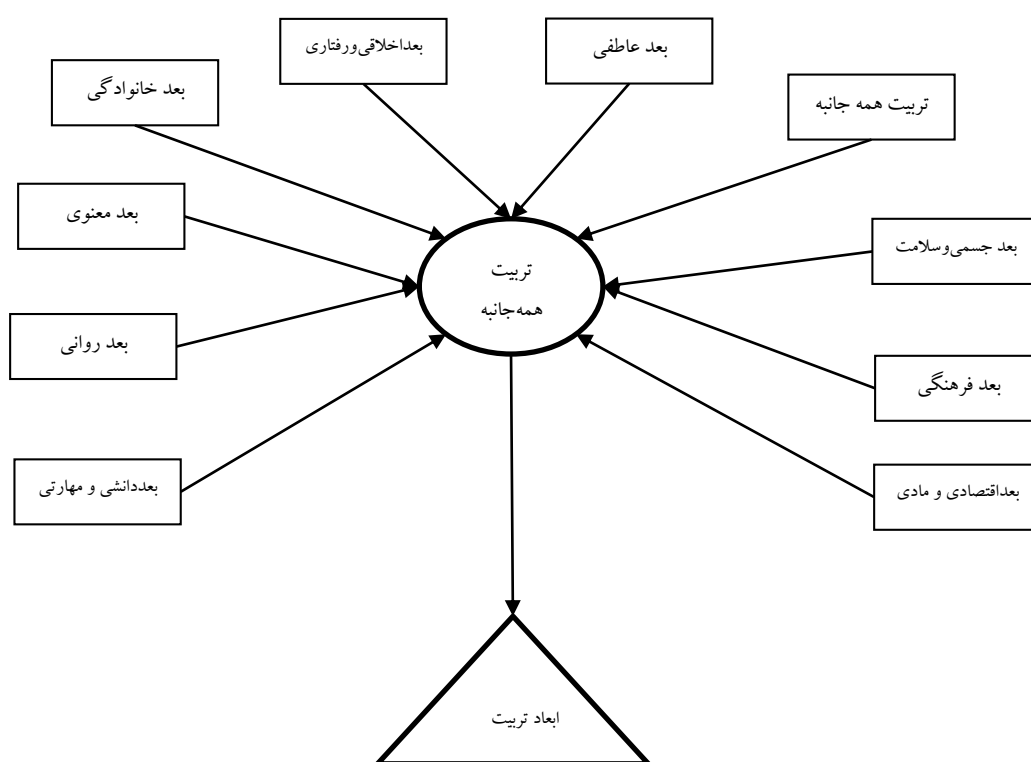 بعد عاطفی
بعداخلاقی‌ورفتاری
بعد خانوادگی
تربیت همه جانبه
بعد معنوی
بعد جسمی‌وسلامت
تربیت
همه‌جانبه
بعد روانی
بعد فرهنگی
بعددانشی و مهارتی
بعداقتصادی و مادی
ابعاد تربیت